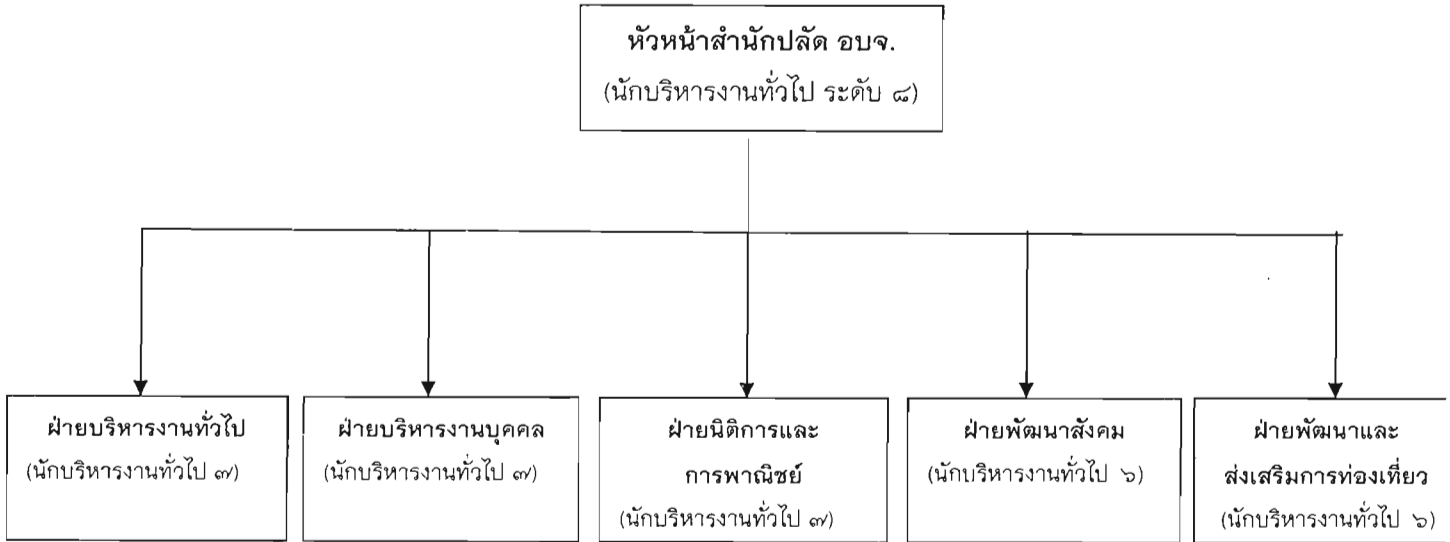 หัวหน้าสำนักปลัด อบจ.
(นักบริหารงานทั่วไป ระดับ ๘)
ฝ่ายบริหารงานทั่วไป
(นักบริหารงานทั่วไป ๗)
ฝ่ายบริหารงานบุคคล
(นักบริหารงานทั่วไป ๗)
ฝ่ายนิติการและ
การพาณิชย์
(นักบริหารงานทั่วไป ๗)
ฝ่ายพัฒนาสังคม
(นักบริหารงานทั่วไป ๖)
ฝ่ายพัฒนาและ
ส่งเสริมการท่องเที่ยว
(นักบริหารงานทั่วไป ๖)